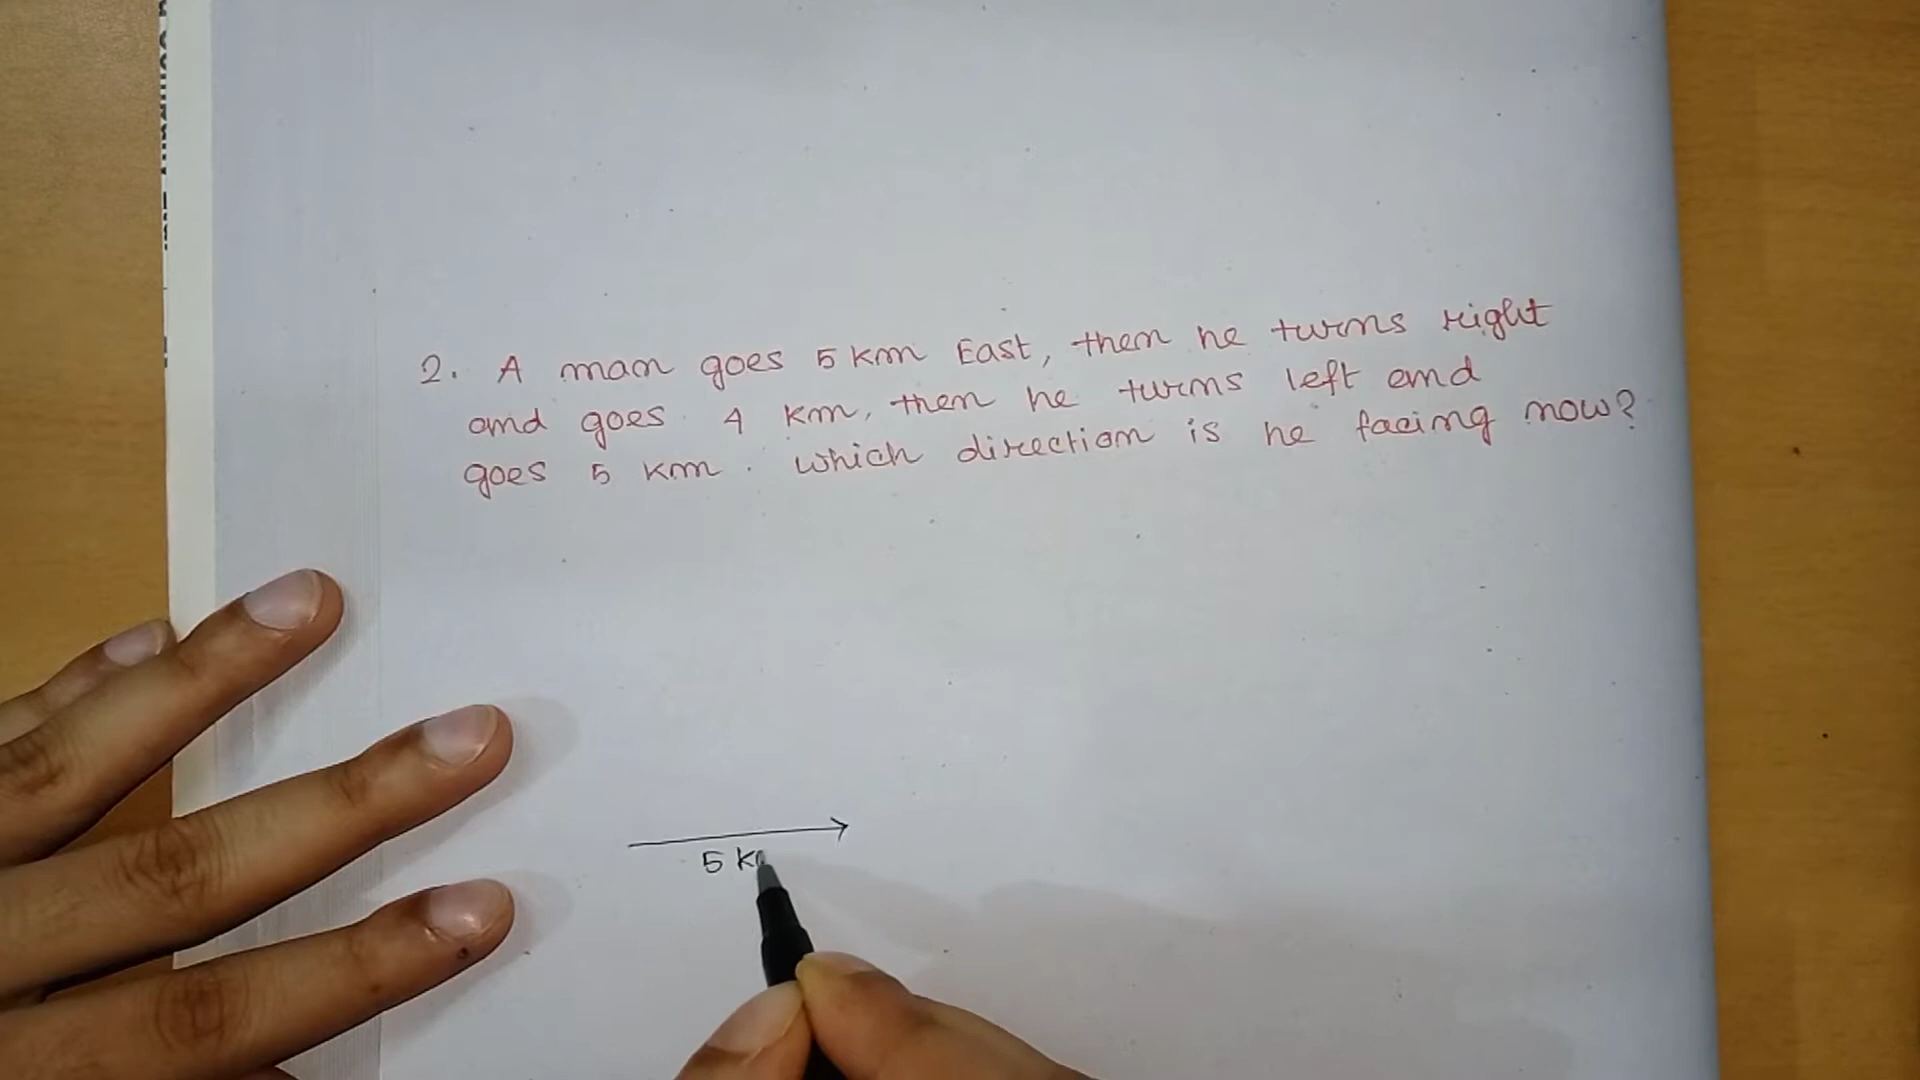 2. A man goes 5 km East, then he turns right
and goes 4 km, then he turns left and
goes 5 km. which direction is he facing now?
5 K